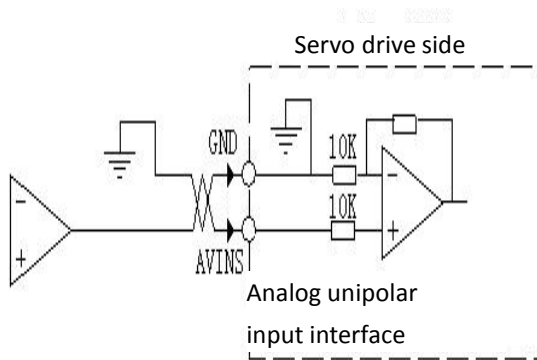 Servo drive side
GND
10K
10K
AVINS
Analog unipolar
input interface